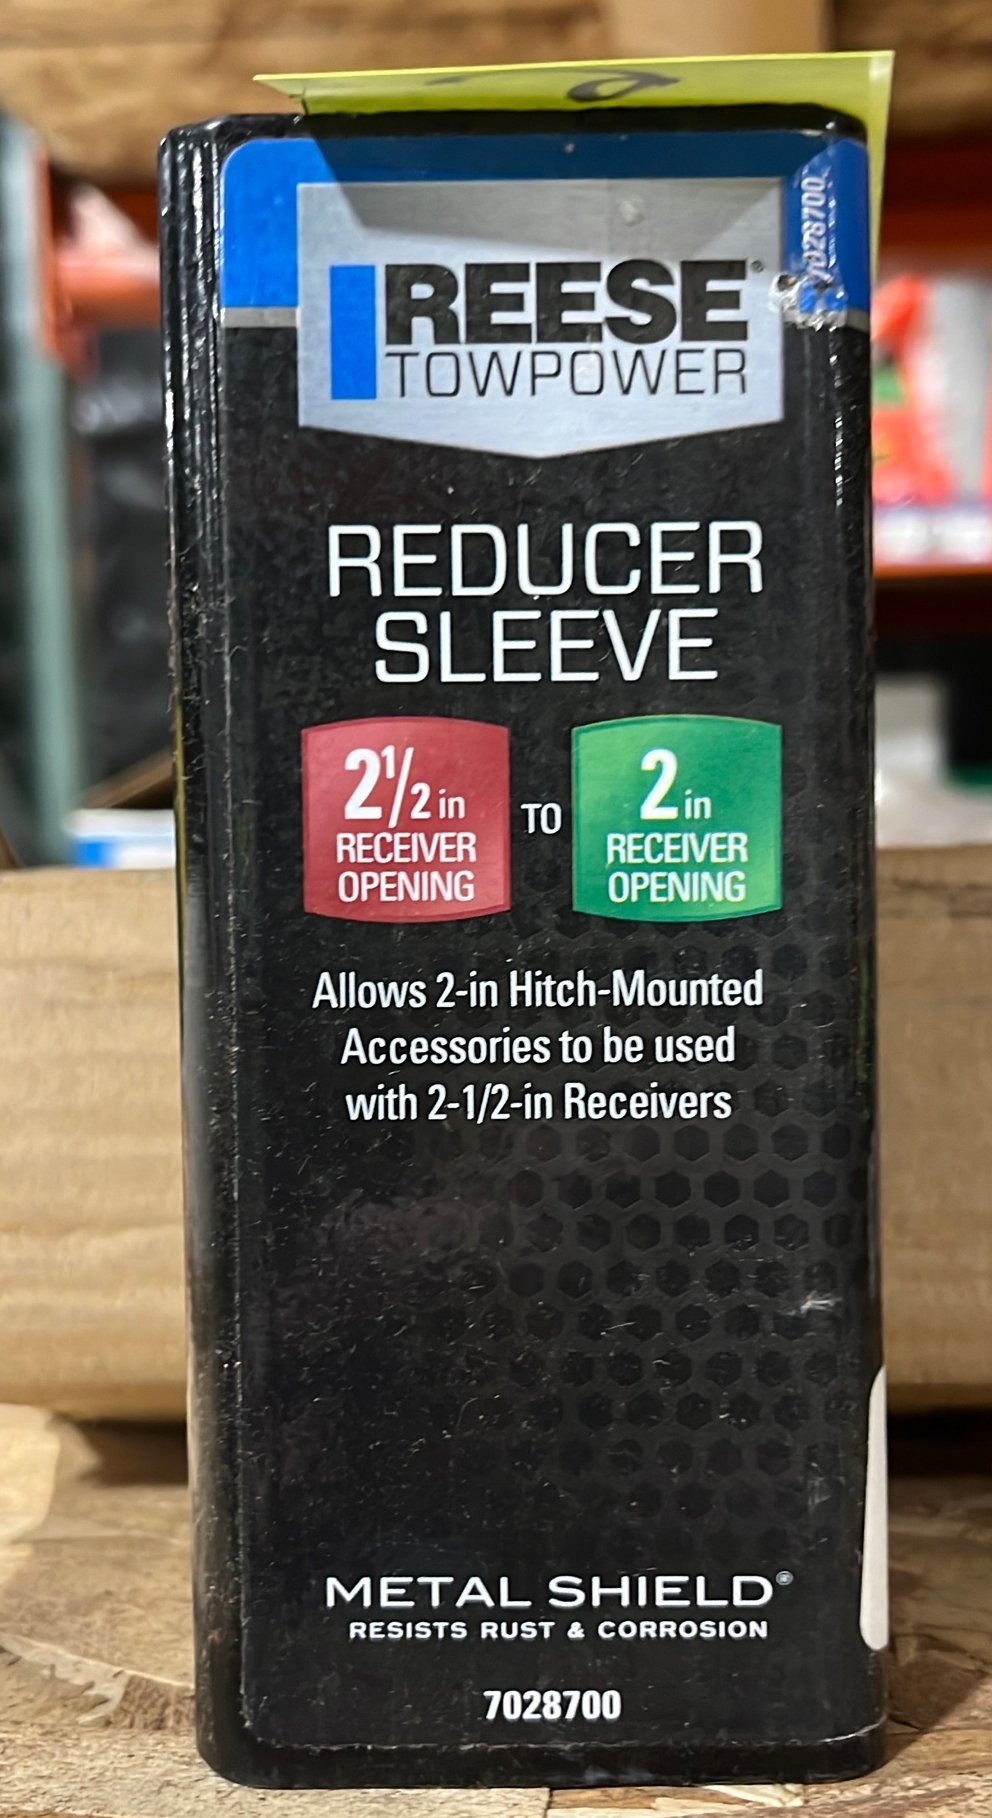 7028700
REESE®
TOWPOWER
REDUCER
SLEEVE
2 1/2 in
RECEIVER
OPENING
TO
2 in
RECEIVER
OPENING
Allows 2-in Hitch-Mounted
Accessories to be used
with 2-1/2-in Receivers
METAL SHIELD®
RESISTS RUST & CORROSION
7028700